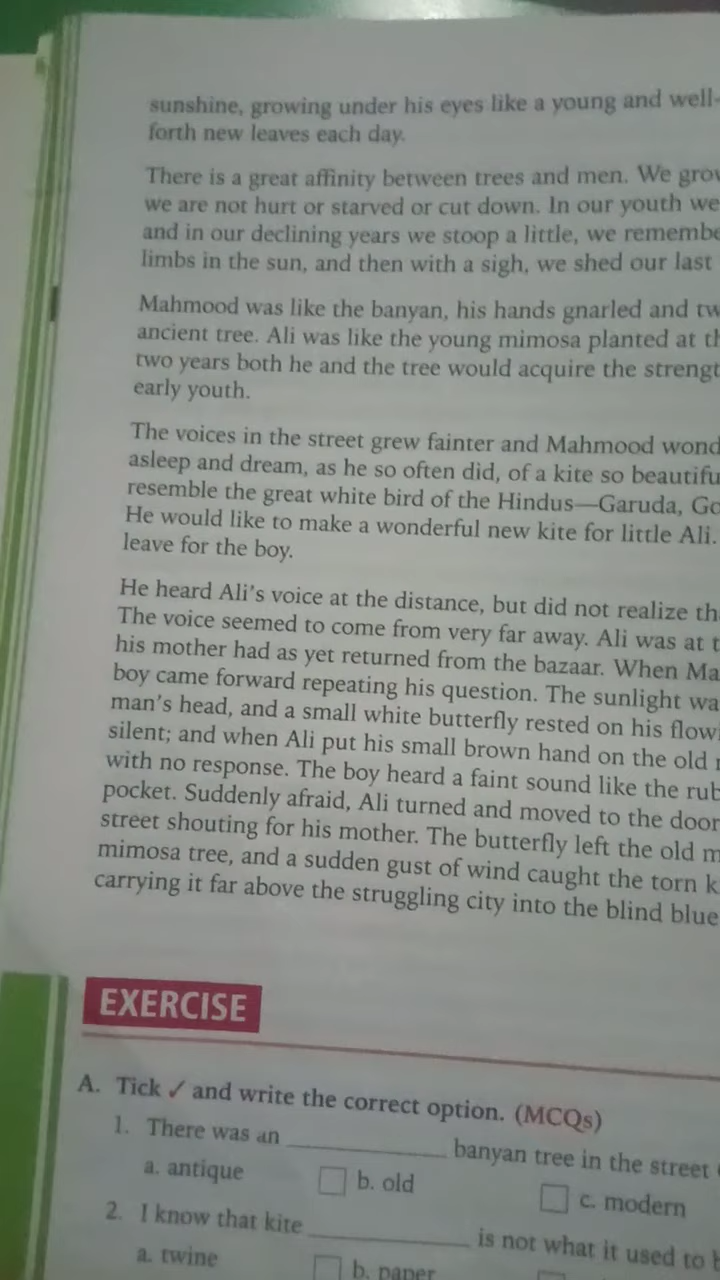 sunshine, growing under his eyes like a young and well-
forth new leaves each day.
There is a great affinity between trees and men. We grow
we are not hurt or starved or cut down. In our youth we
and in our declining years we stoop a little, we remembe
limbs in the sun, and then with a sigh, we shed our last
Mahmood was like the banyan, his hands gnarled and tw
ancient tree. Ali was like the young mimosa planted at th
two years both he and the tree would acquire the strengt
early youth.
The voices in the street grew fainter and Mahmood wond
asleep and dream, as he so often did, of a kite so beautifu
resemble the great white bird of the Hindus—Garuda, Go
He would like to make a wonderful new kite for little Ali.
leave for the boy.
He heard Ali's voice at the distance, but did not realize th
The voice seemed to come from very far away. Ali was at t
his mother had as yet returned from the bazaar. When Ma
boy came forward repeating his question. The sunlight wa
man's head, and a small white butterfly rested on his flow
silent; and when Ali put his small brown hand on the old
with no response. The boy heard a faint sound like the rub
pocket. Suddenly afraid, Ali turned and moved to the door
street shouting for his mother. The butterfly left the old m
mimosa tree, and a sudden gust of wind caught the torn k
carrying it far above the struggling city into the blind blue
EXERCISE
A. Tick ✓ and write the correct option. (MCQs)
1. There was an ____________ banyan tree in the street
a. antique b. old c. modern
2. I know that kite ____________ is not what it used to b
a. twine b. paper